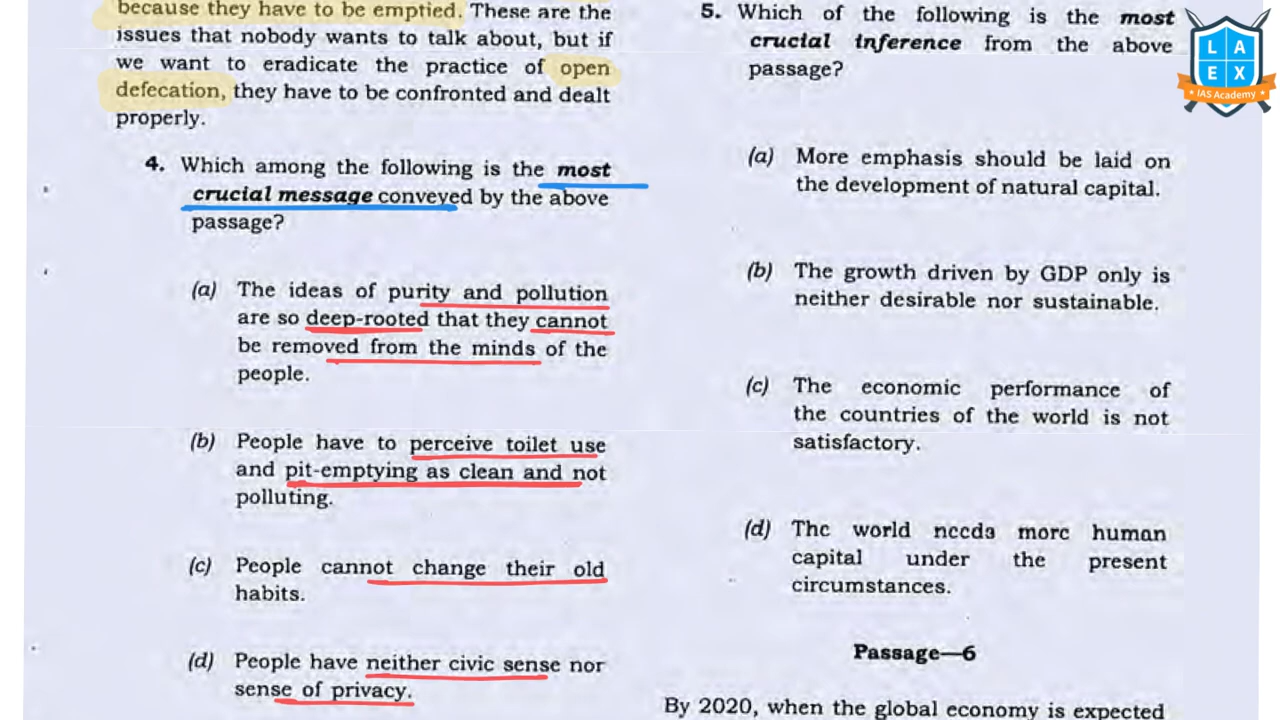 because they have to be emptied. These are the
issues that nobody wants to talk about, but if
we want to eradicate the practice of open
defecation, they have to be confronted and dealt
properly.
4. Which among the following is the most
crucial message conveyed by the above
passage?
(a) The ideas of purity and pollution
are so deep-rooted that they cannot
be removed from the minds of the
people.
(b) People have to perceive toilet use
and pit-emptying as clean and not
polluting.
(c) People cannot change their old
habits.
(d) People have neither civic sense nor
sense of privacy.
5. Which of the following is the most
crucial inference from the above
passage?
(a) More emphasis should be laid on
the development of natural capital.
(b) The growth driven by GDP only is
neither desirable nor sustainable.
(c) The economic performance of
the countries of the world is not
satisfactory.
(d) The world needs more human
capital under the present
circumstances.
Passage—6
By 2020, when the global economy is expected
L A
E X
IAS Academy